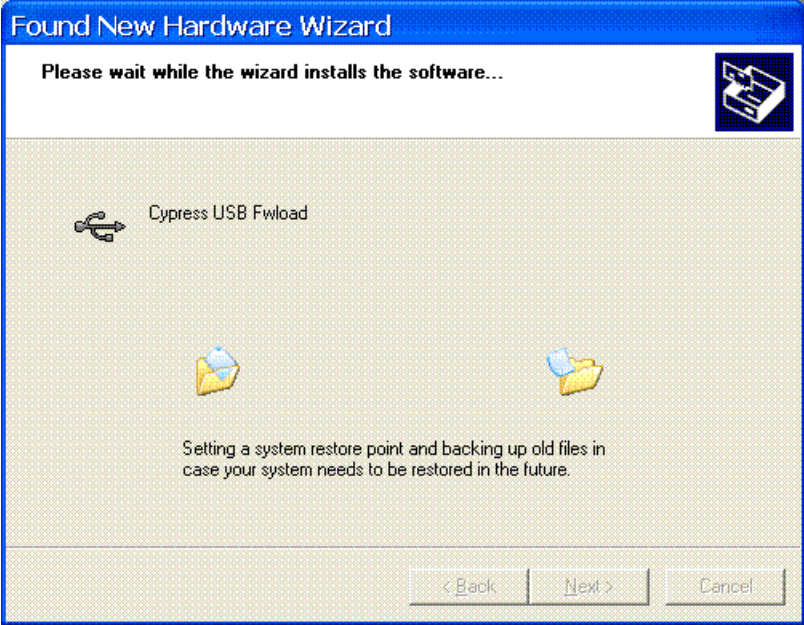 Found New Hardware Wizard
Please wait while the wizard installs the software...
Cypress USB Fwload
Setting a system restore point and backing up old files in
case your system needs to be restored in the future.
< Back
Next >
Cancel